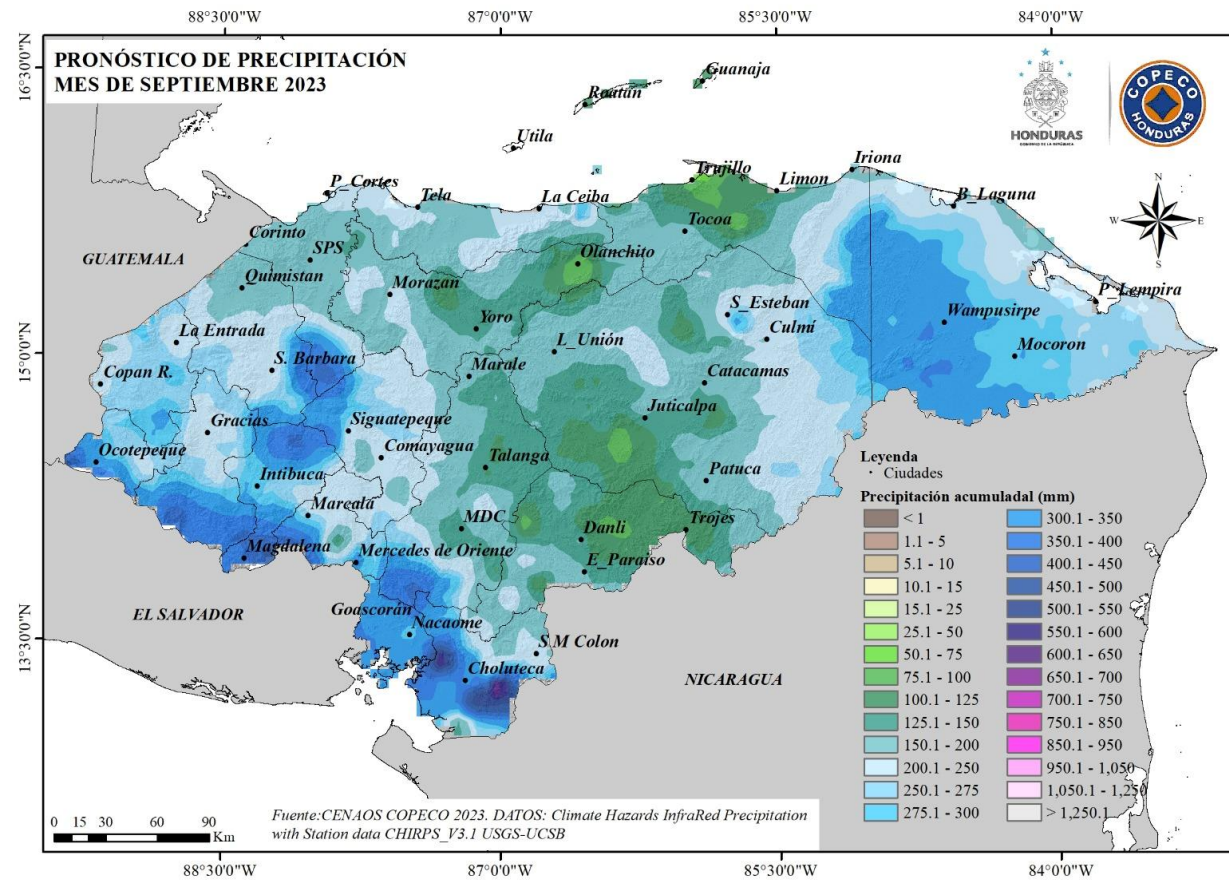 88°30'0"W
87°00'0"W
85°30'0"W
84°00'0"W
PRONÓSTICO DE PRECIPITACIÓN
MES DE SEPTIEMBRE 2023
16°30'0"N
15°00'0"N
13°30'0"N
HONDURAS
COPECO
HONDURAS
N
W
E
S
Guanaja
Roatán
Utila
Trujillo
Iriona
P_Cortes
Tela
La Ceiba
Limon
B_Laguna
Corinto
SPS
Tocoa
GUATEMALA
Olanchito
Quimistan
Morazan
P_Lempira
S_Esteban
Wampusirpe
Yoro
Culmí
La Entrada
L_Unión
S. Barbara
Marale
Mocoron
Copan R.
Catacamas
Gracias
Siguatepeque
Juticalpa
Comayagua
Ocotepeque
Talanga
Intibuca
Patuca
Marcala
MDC
Danli
Trojes
Magdalena
Mercedes de Oriente
E_Paraiso
EL SALVADOR
Goascorán
Nacaome
S M Colon
Choluteca
NICARAGUA
Leyenda
Ciudades
Precipitación acumuladal (mm)
< 1
1.1 - 5
5.1 - 10
10.1 - 15
15.1 - 25
25.1 - 50
50.1 - 75
75.1 - 100
100.1 - 125
125.1 - 150
150.1 - 200
200.1 - 250
250.1 - 275
275.1 - 300
300.1 - 350
350.1 - 400
400.1 - 450
450.1 - 500
500.1 - 550
550.1 - 600
600.1 - 650
650.1 - 700
700.1 - 750
750.1 - 850
850.1 - 950
950.1 - 1,050
1,050.1 - 1,250
> 1,250.1
0 15 30 60 90
Km
Fuente:CENAOS COPECO 2023. DATOS: Climate Hazards InfraRed Precipitation
with Station data CHIRPS_V3.1 USGS-UCSB
88°30'0"W
87°00'0"W
85°30'0"W
84°00'0"W